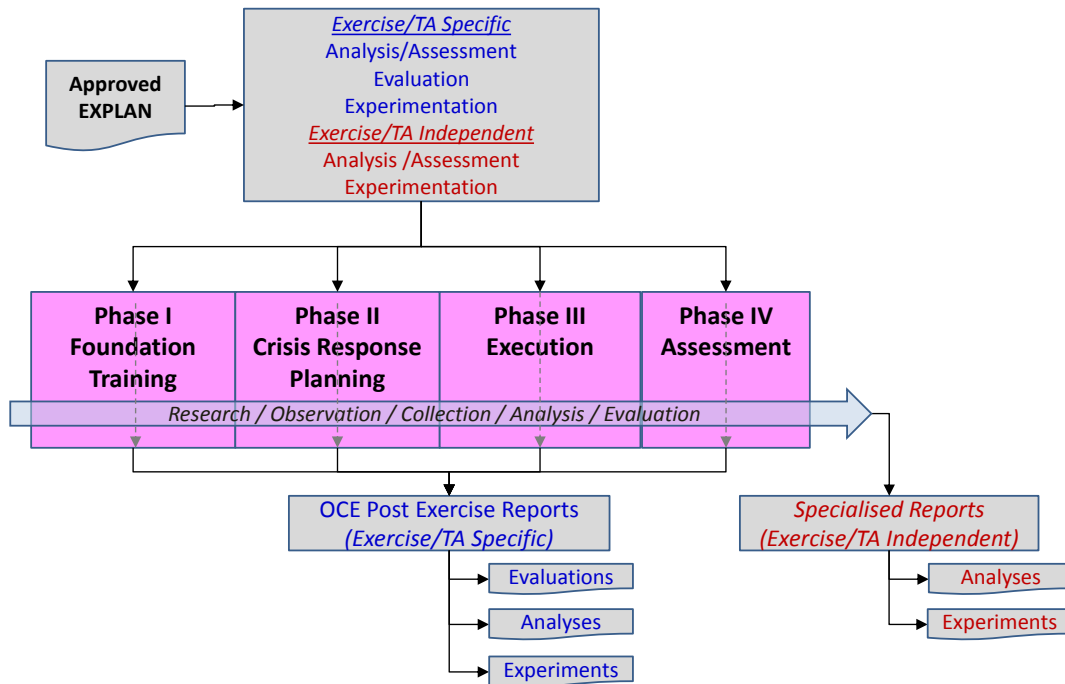 Approved
EXPLAN
Exercise/TA Specific
Analysis/Assessment
Evaluation
Experimentation
Exercise/TA Independent
Analysis /Assessment
Experimentation
Phase I
Foundation
Training
Phase II
Crisis Response
Planning
Phase III
Execution
Phase IV
Assessment
Research / Observation / Collection / Analysis / Evaluation
OCE Post Exercise Reports
(Exercise/TA Specific)
Evaluations
Analyses
Experiments
Specialised Reports
(Exercise/TA Independent)
Analyses
Experiments